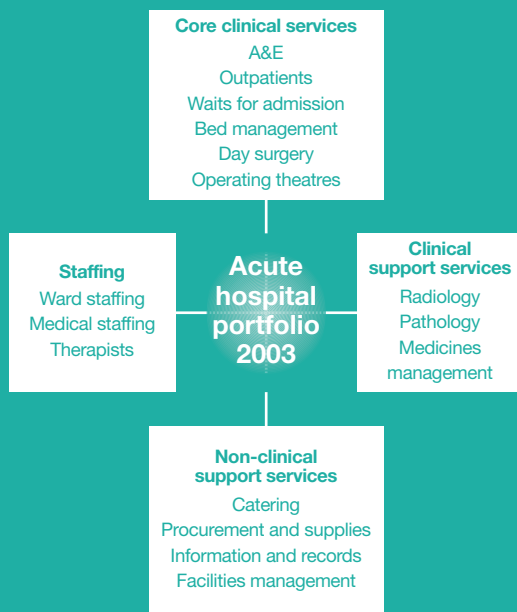 Core clinical services
A&E
Outpatients
Waits for admission
Bed management
Day surgery
Operating theatres
Staffing
Ward staffing
Medical staffing
Therapists
Acute
hospital
portfolio
2003
Clinical
support services
Radiology
Pathology
Medicines
management
Non-clinical
support services
Catering
Procurement and supplies
Information and records
Facilities management